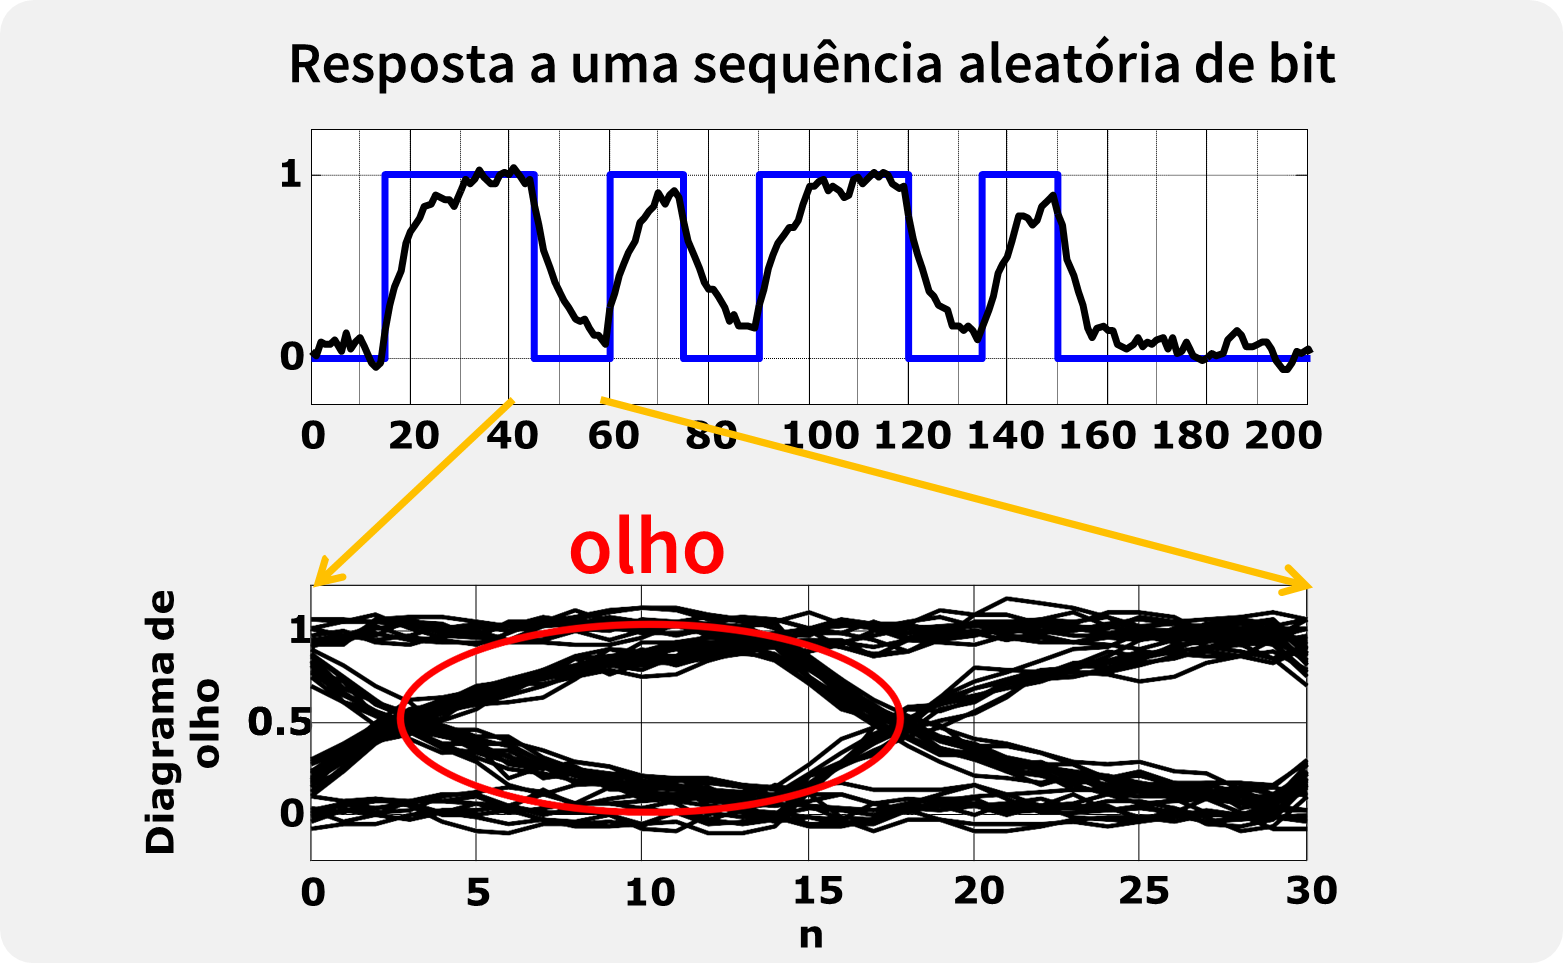 Resposta a uma sequência aleatória de bit
1
0
0 20 40 60 80 100 120 140 160 180 200
olho
Diagrama de
olho
1
0.5
0
0 5 10 15 20 25 30
n